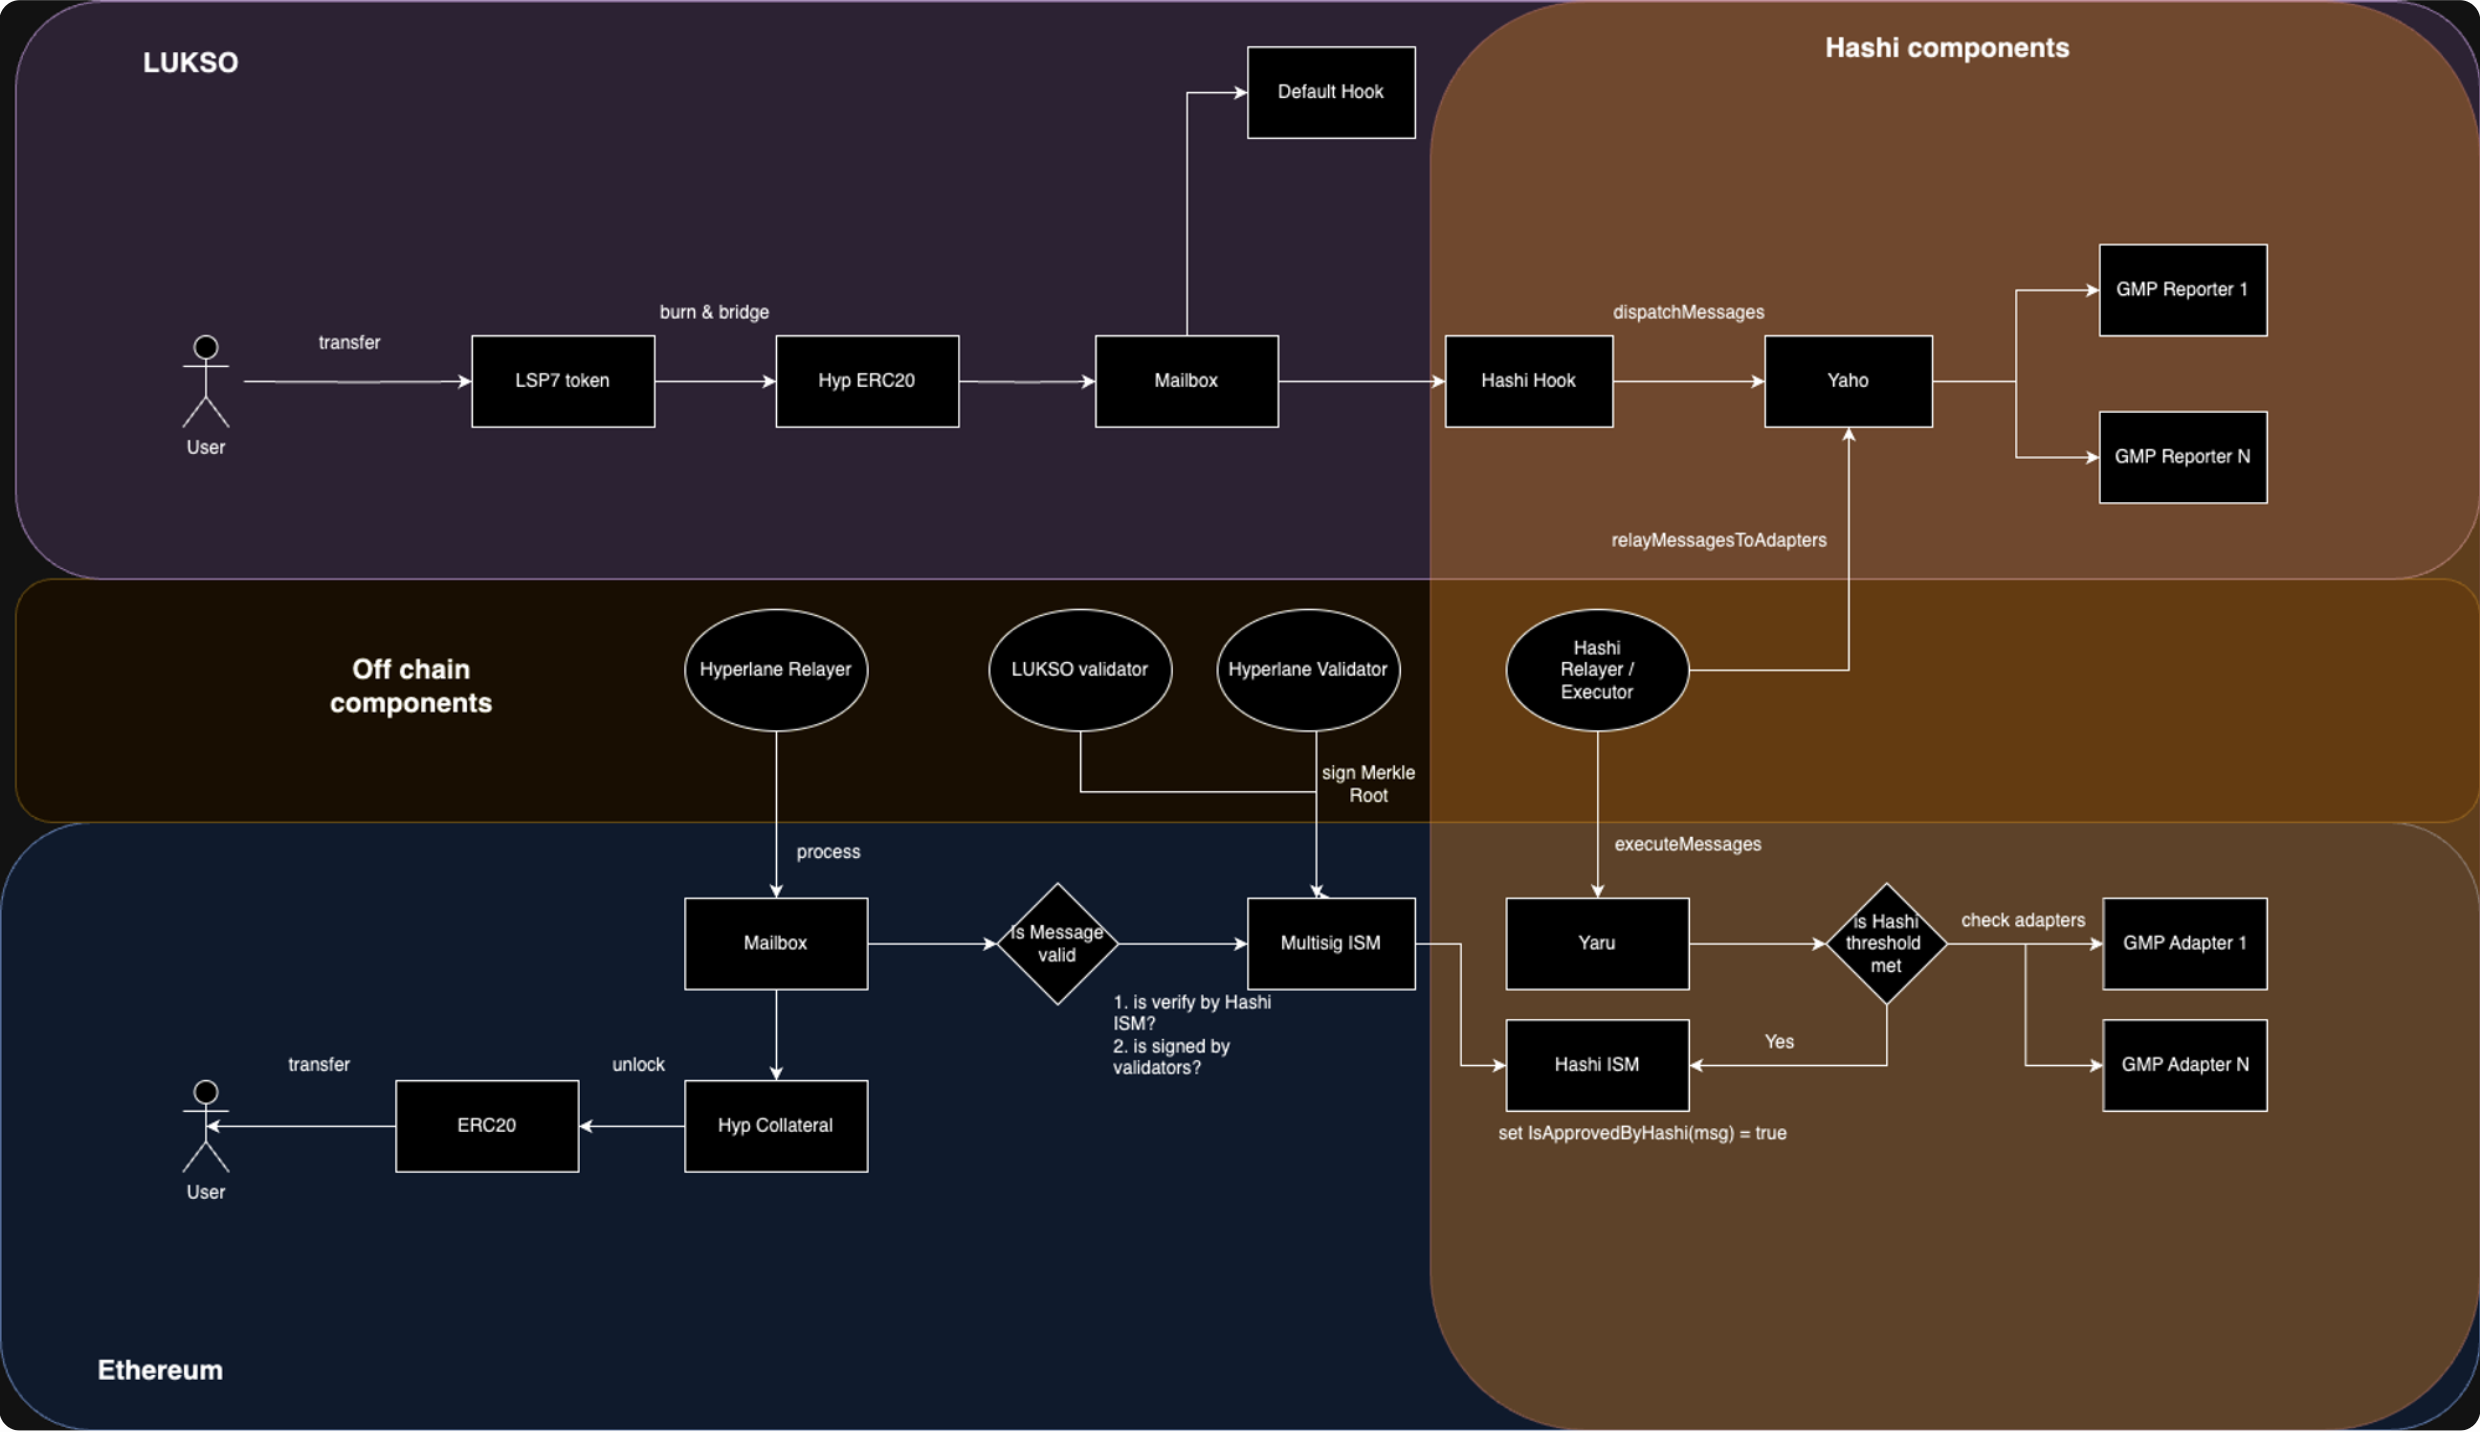 LUKSO
Hashi components
Default Hook
GMP Reporter 1
burn & bridge
dispatchMessages
transfer
LSP7 token
Hyp ERC20
Mailbox
Hashi Hook
Yaho
User
GMP Reporter N
relayMessagesToAdapters
Off chain
components
Hyperlane Relayer
LUKSO validator
Hyperlane Validator
Hashi
Relayer /
Executor
sign Merkle
Root
process
executeMessages
Mailbox
Is Message
valid
Multisig ISM
Yaru
is Hashi
threshold
met
check adapters
GMP Adapter 1
1. is verify by Hashi
ISM?
2. is signed by
validators?
Yes
transfer
unlock
Hashi ISM
GMP Adapter N
ERC20
Hyp Collateral
set IsApprovedByHashi(msg) = true
User
Ethereum